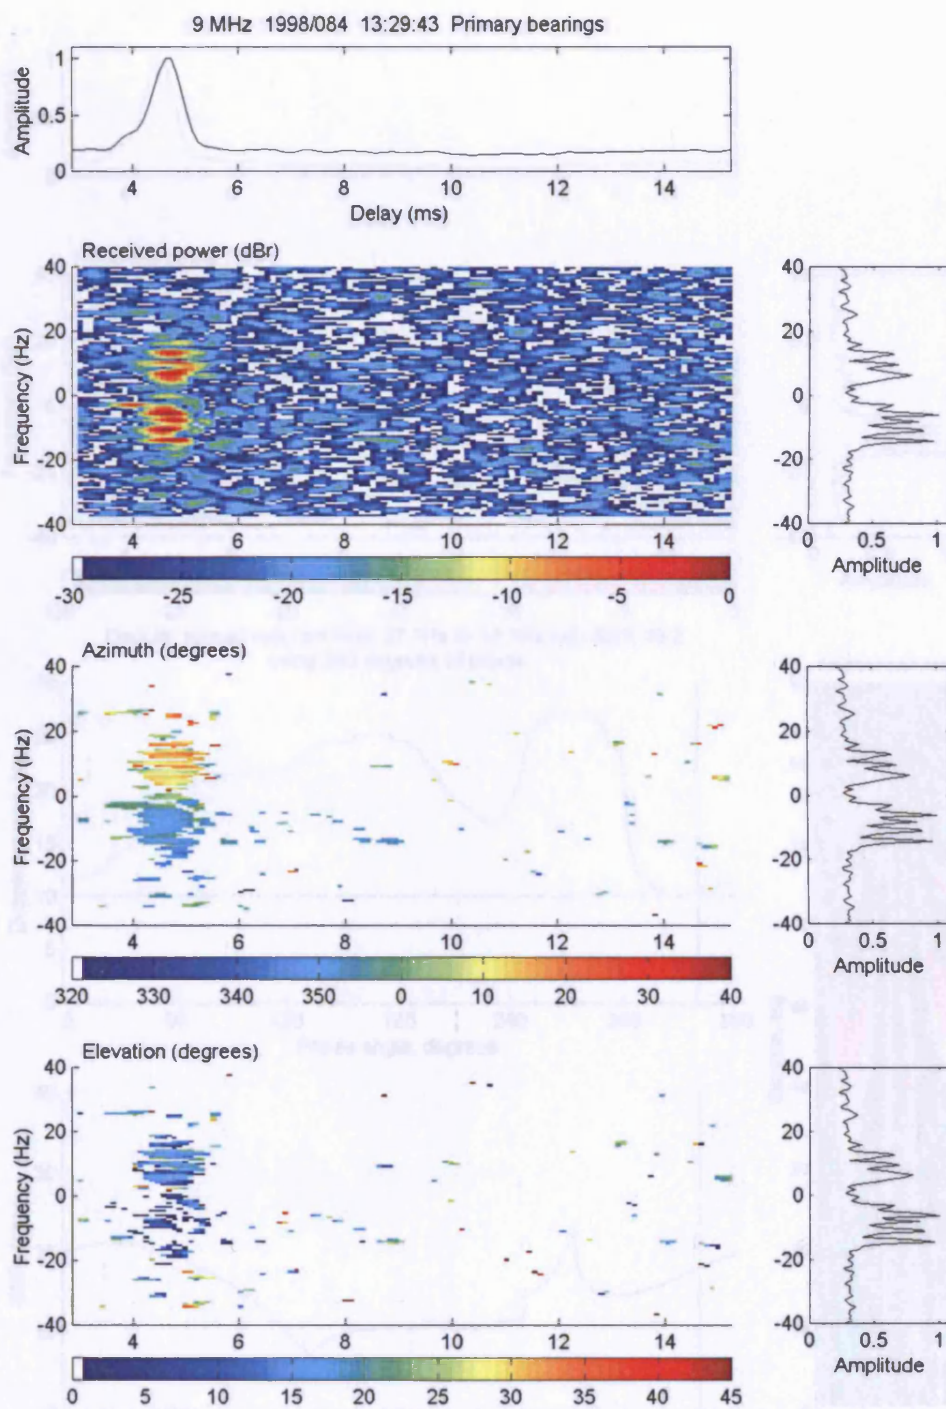 9 MHz 1998/084 13:29:43 Primary bearings
1
0.5
0
Amplitude
4 6 8 10 12 14
Delay (ms)
Received power (dBr)
40
20
0
-20
-40
Frequency (Hz)
4 6 8 10 12 14
-30 -25 -20 -15 -10 -5 0
40
20
0
-20
-40
0 0.5 1
Amplitude
Azimuth (degrees)
40
20
0
-20
-40
Frequency (Hz)
4 6 8 10 12 14
320 330 340 350 0 10 20 30 40
40
20
0
-20
-40
0 0.5 1
Amplitude
Elevation (degrees)
40
20
0
-20
-40
Frequency (Hz)
4 6 8 10 12 14
0 5 10 15 20 25 30 35 40 45
40
20
0
-20
-40
0 0.5 1
Amplitude